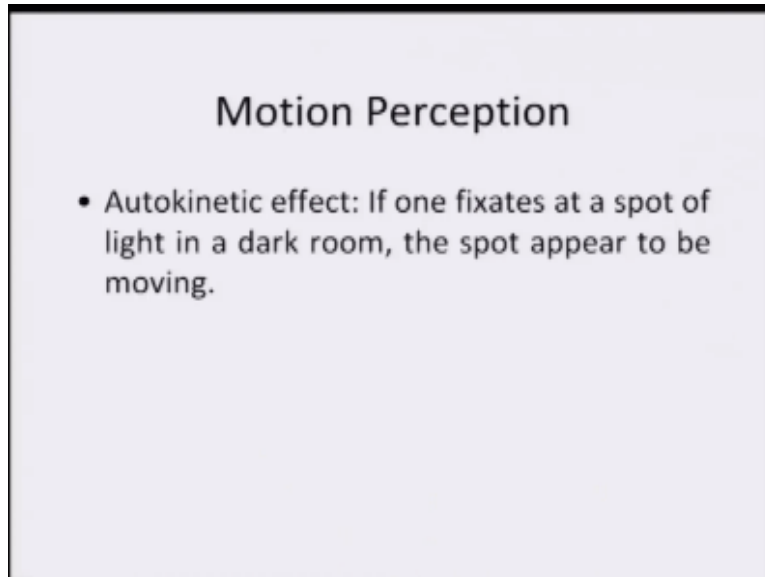 Motion Perception
• Autokinetic effect: If one fixates at a spot of
light in a dark room, the spot appear to be
moving.